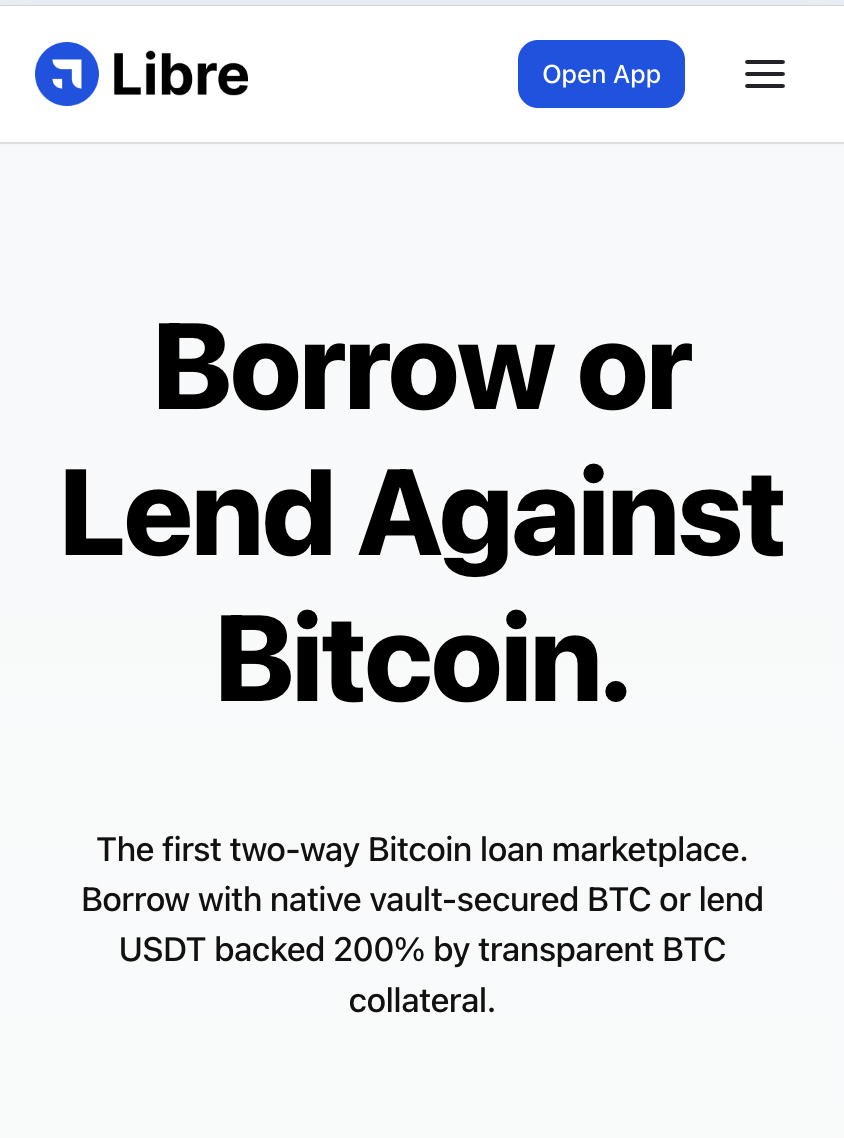 Libre
Open App
Borrow or
Lend Against
Bitcoin.
The first two-way Bitcoin loan marketplace.
Borrow with native vault-secured BTC or lend
USDT backed 200% by transparent BTC
collateral.